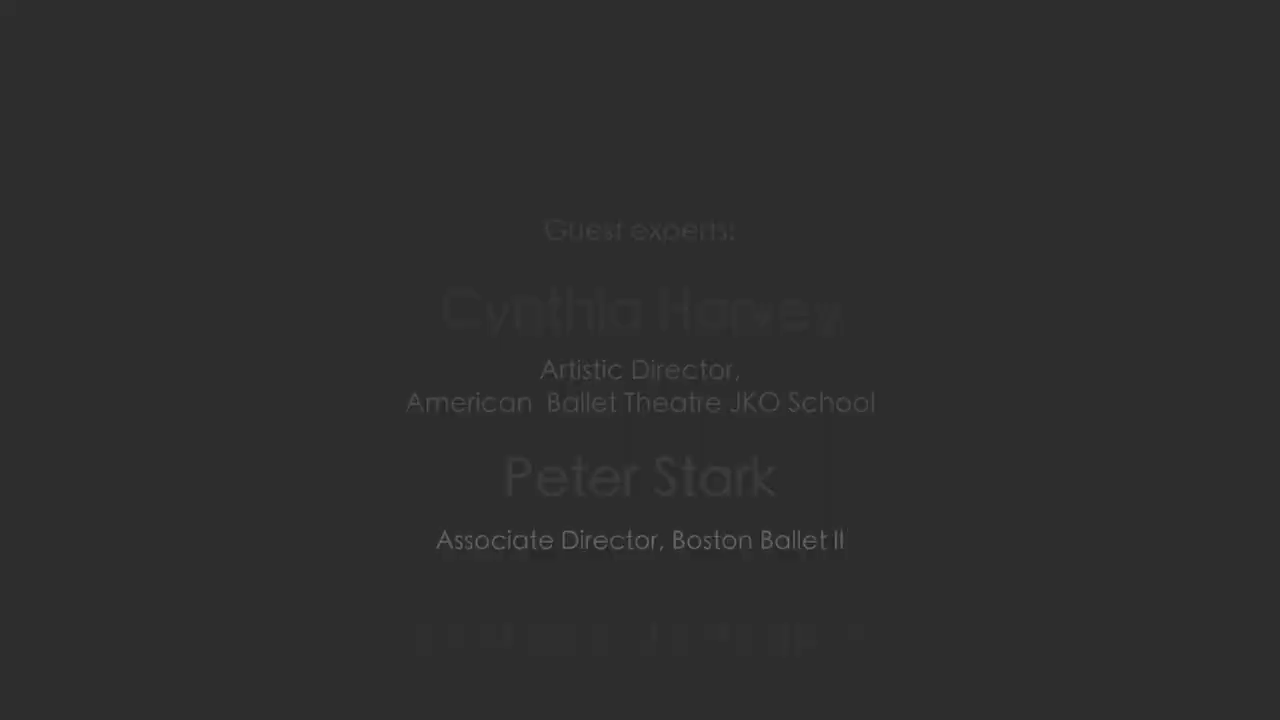 Guest experts:
Cynthia Harvey
Artistic Director,
American Ballet Theatre JKO School
Peter Stark
Associate Director, Boston Ballet II